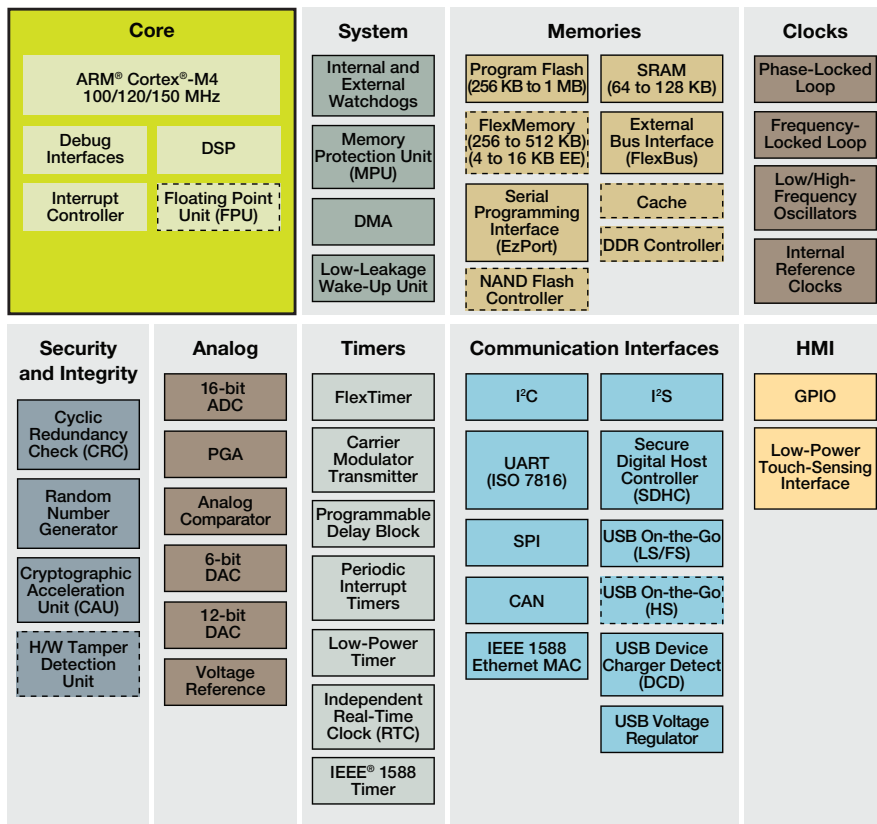 Core
ARM® Cortex®-M4
100/120/150 MHz
Debug
Interfaces
DSP
Interrupt
Controller
Floating Point
Unit (FPU)
System
Internal and
External
Watchdogs
Memory
Protection Unit
(MPU)
DMA
Low-Leakage
Wake-Up Unit
Memories
Program Flash
(256 KB to 1 MB)
SRAM
(64 to 128 KB)
FlexMemory
(256 to 512 KB)
(4 to 16 KB EE)
External
Bus Interface
(FlexBus)
Serial
Programming
Interface
(EzPort)
Cache
DDR Controller
NAND Flash
Controller
Clocks
Phase-Locked
Loop
Frequency-
Locked Loop
Low/High-
Frequency
Oscillators
Internal
Reference
Clocks
Security
and Integrity
Cyclic
Redundancy
Check (CRC)
Random
Number
Generator
Cryptographic
Acceleration
Unit (CAU)
H/W Tamper
Detection
Unit
Analog
16-bit
ADC
PGA
Analog
Comparator
6-bit
DAC
12-bit
DAC
Voltage
Reference
Timers
FlexTimer
Carrier
Modulator
Transmitter
Programmable
Delay Block
Periodic
Interrupt
Timers
Low-Power
Timer
Independent
Real-Time
Clock (RTC)
IEEE® 1588
Timer
Communication Interfaces
I²C
I²S
UART
(ISO 7816)
Secure
Digital Host
Controller
(SDHC)
SPI
USB On-the-Go
(LS/FS)
CAN
USB On-the-Go
(HS)
IEEE 1588
Ethernet MAC
USB Device
Charger Detect
(DCD)
USB Voltage
Regulator
HMI
GPIO
Low-Power
Touch-Sensing
Interface